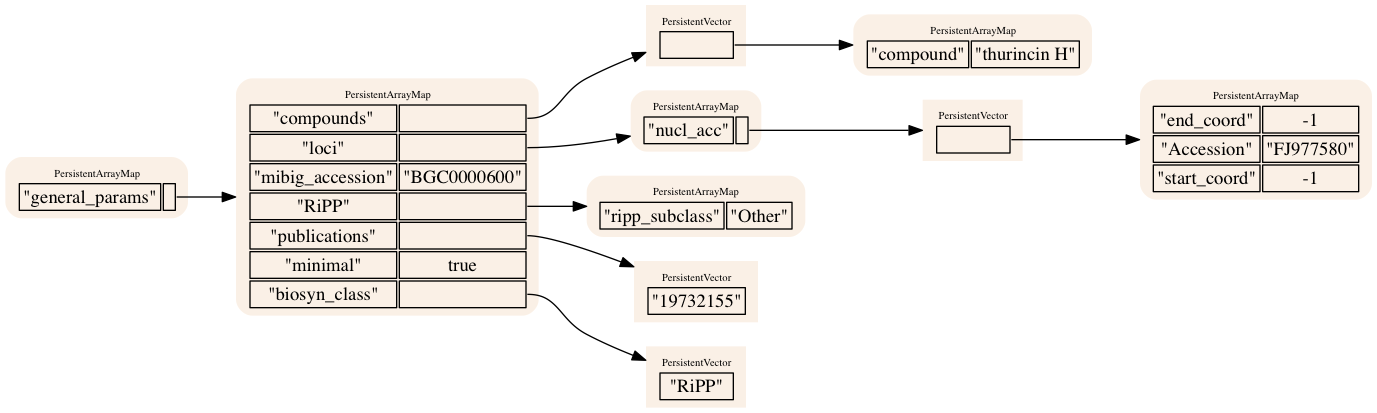 PersistentArrayMap
"general_params"
PersistentArrayMap
"compounds"
"loci"
"mibig_accession" "BGC0000600"
"RiPP"
"publications"
"minimal" true
"biosyn_class"
PersistentVector
PersistentArrayMap
"compound" "thurincin H"
PersistentArrayMap
"nucl_acc"
PersistentVector
PersistentArrayMap
"end_coord" -1
"Accession" "FJ977580"
"start_coord" -1
PersistentArrayMap
"ripp_subclass" "Other"
PersistentVector
"19732155"
PersistentVector
"RiPP"